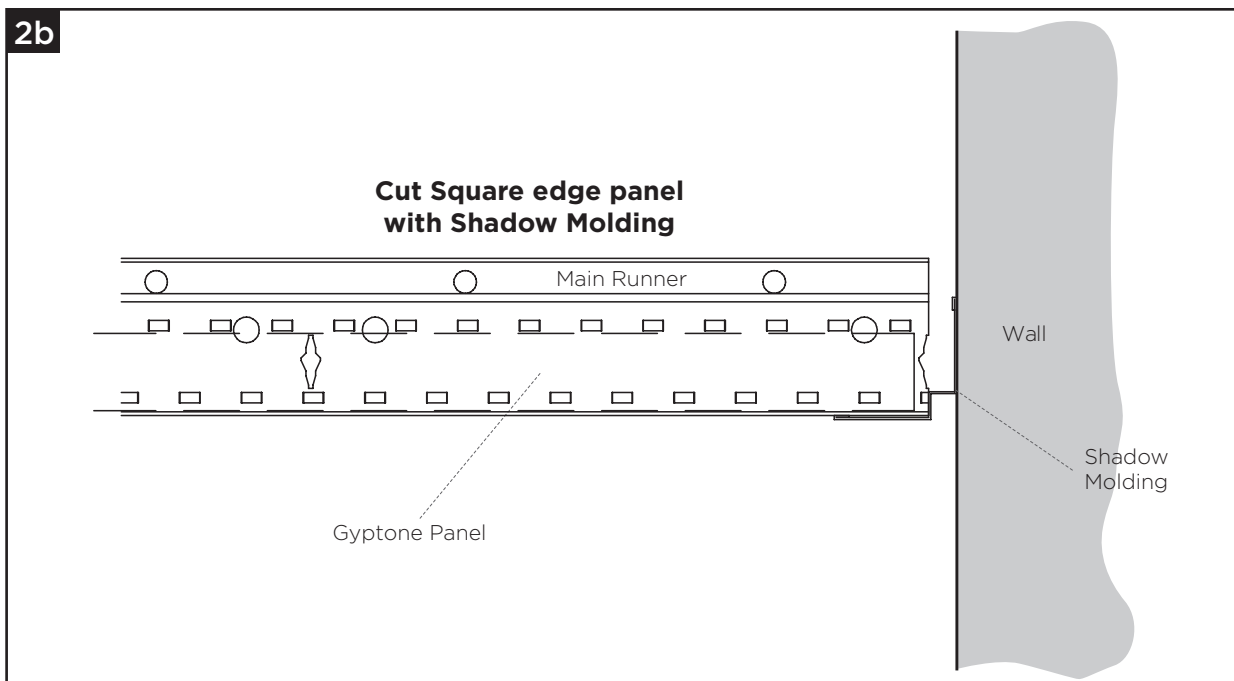 2b
Cut Square edge panel
with Shadow Molding
Main Runner
Wall
Shadow
Molding
Gyptone Panel